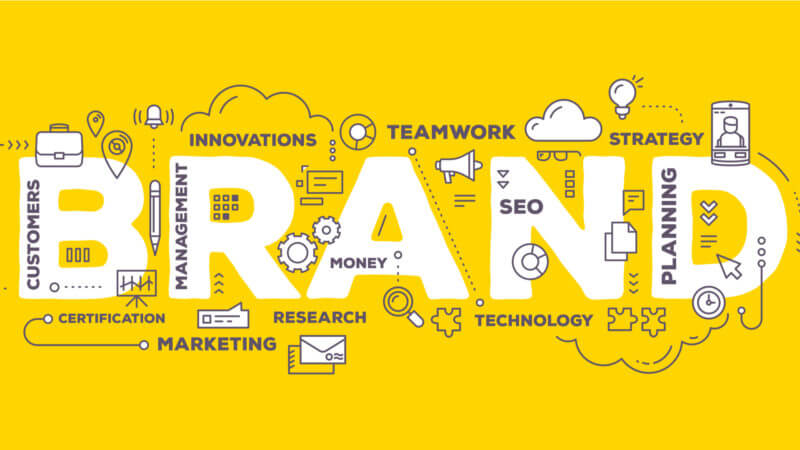 BRAND
INNOVATIONS
TEAMWORK
STRATEGY
CUSTOMERS
MANAGEMENT
SEO
PLANNING
MONEY
CERTIFICATION
RESEARCH
TECHNOLOGY
MARKETING